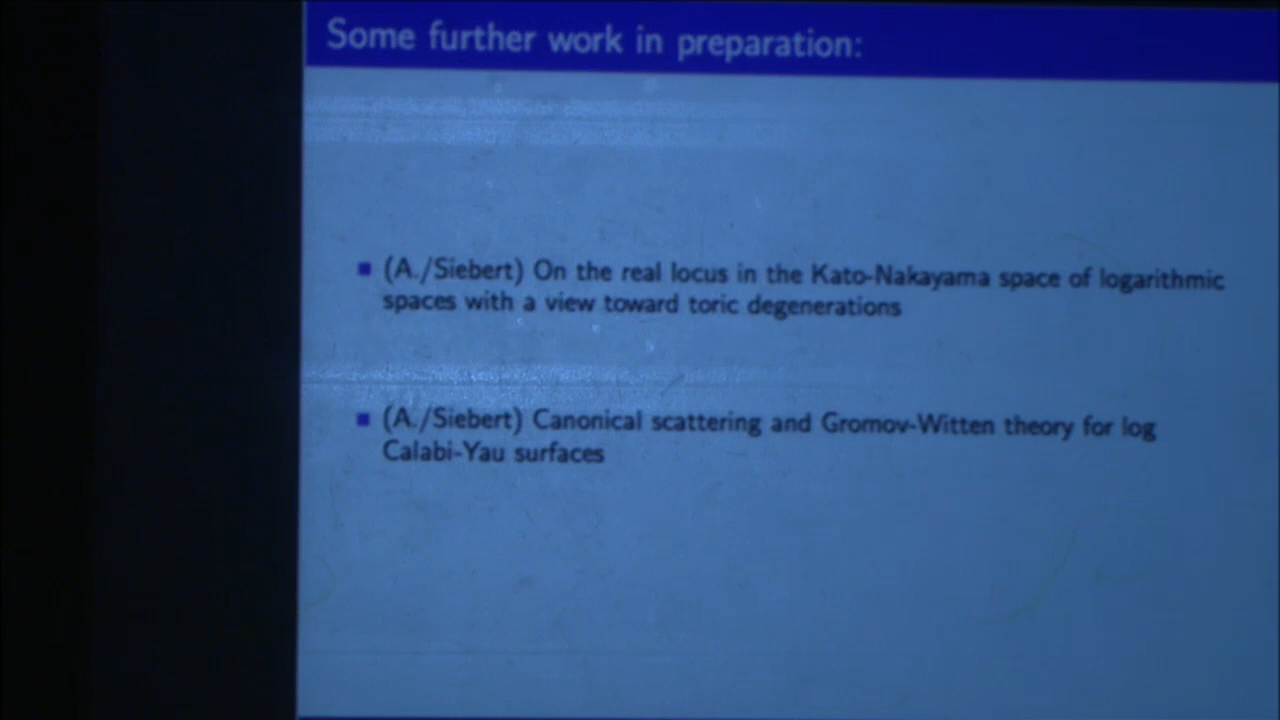 Some further work in preparation:
(A./Siebert) On the real locus in the Kato-Nakayama space of logarithmic
spaces with a view toward toric degenerations
(A./Siebert) Canonical scattering and Gromov-Witten theory for log
Calabi-Yau surfaces